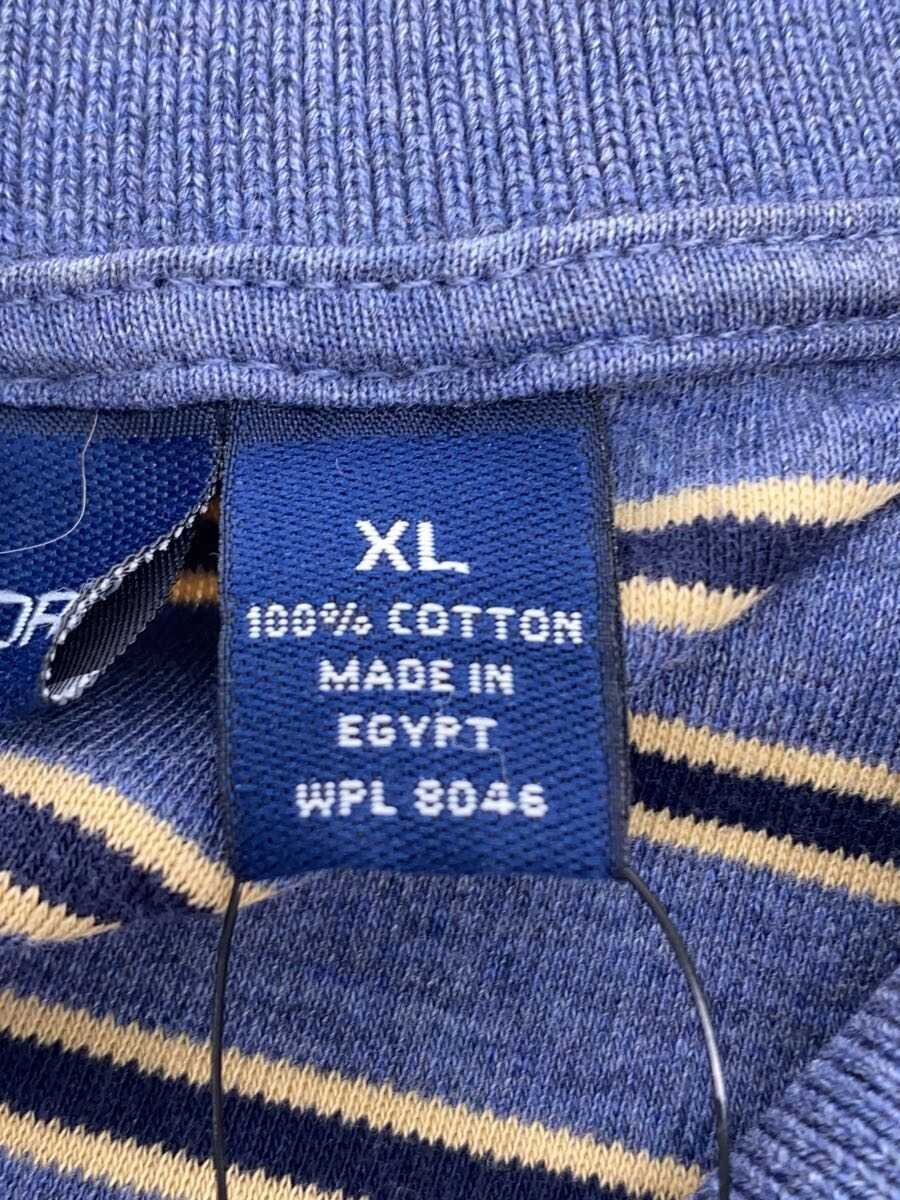 XL
100% COTTON
MADE IN
EGYPT
WPL 8046